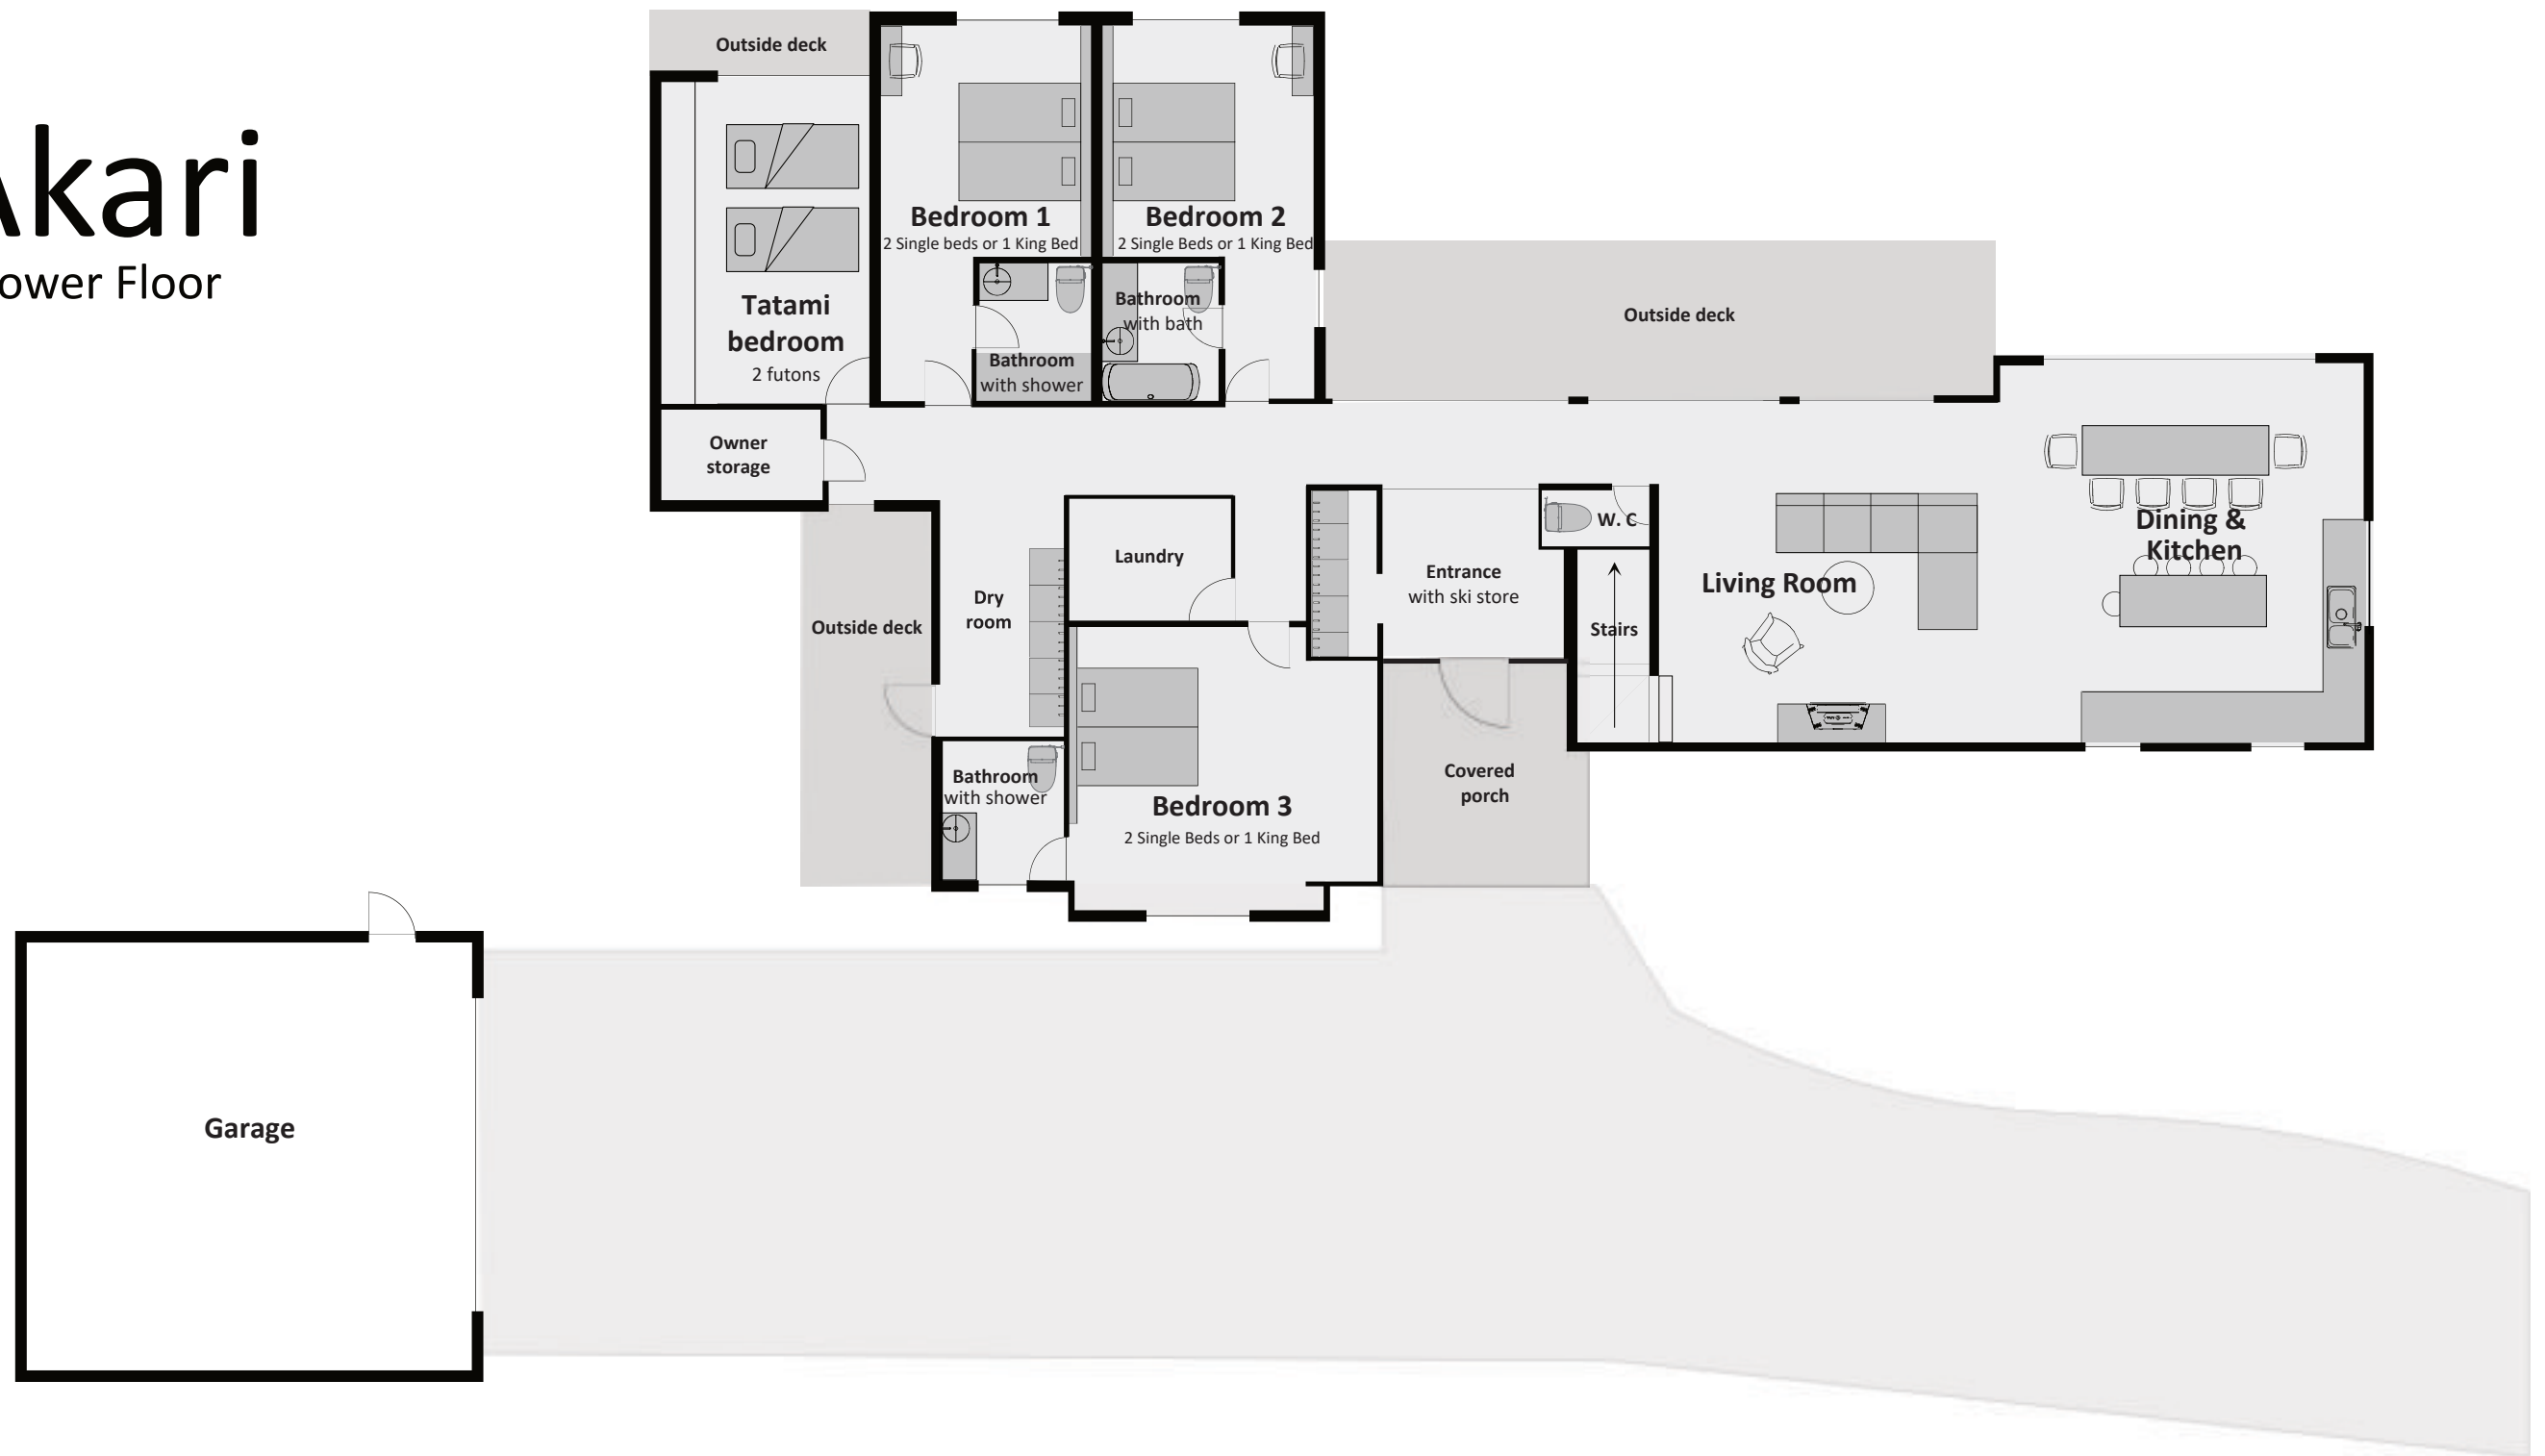 Akari
ower Floor
Outside deck
Tatami
bedroom
2 futons
Bedroom 1
2 Single beds or 1 King Bed
Bedroom 2
2 Single Beds or 1 King Bed
Bathroom
with shower
Bathroom
with bath
Outside deck
Owner
storage
Outside deck
Dry
room
Laundry
Entrance
with ski store
W. C
Stairs
Living Room
Dining &
Kitchen
Bathroom
with shower
Bedroom 3
2 Single Beds or 1 King Bed
Covered
porch
Garage